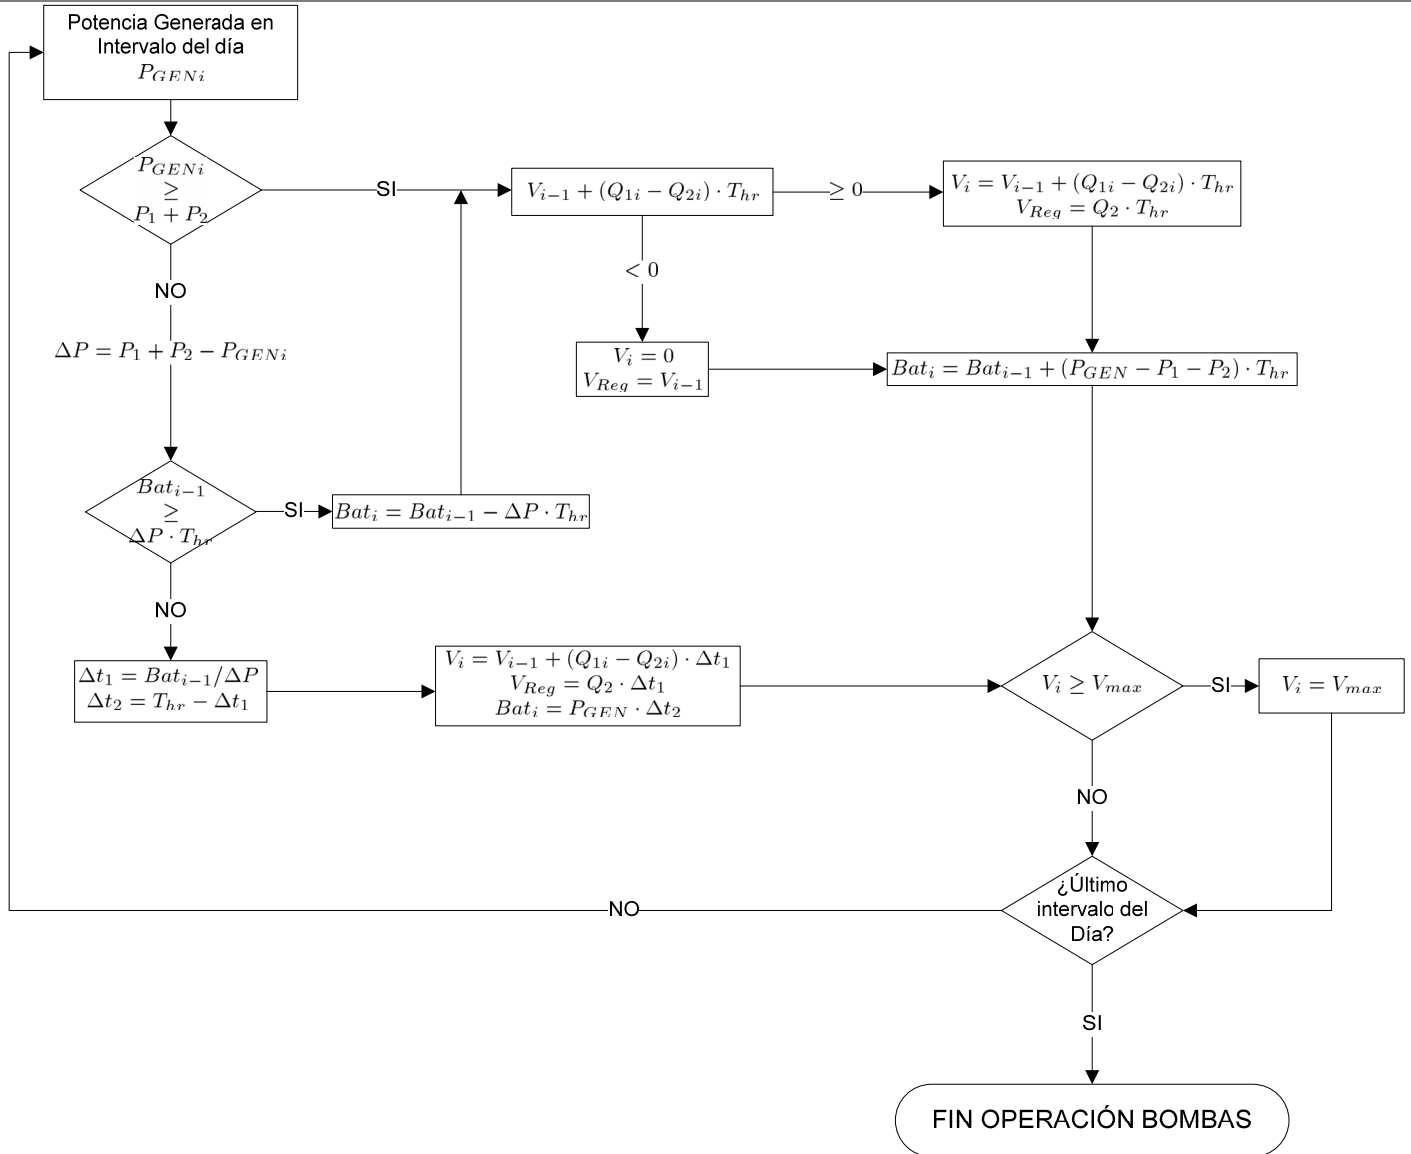 Potencia Generada en
Intervalo del día
P_{GENi}
P_{GENi}
≥
P_1 + P_2
SI
V_{i−1} + (Q_{1i} − Q_{2i}) · T_{hr}
≥ 0
V_i = V_{i−1} + (Q_{1i} − Q_{2i}) · T_{hr}
V_{Reg} = Q_2 · T_{hr}
NO
< 0
ΔP = P_1 + P_2 − P_{GENi}
V_i = 0
V_{Reg} = V_{i−1}
Bat_i = Bat_{i−1} + (P_{GEN} − P_1 − P_2) · T_{hr}
Bat_{i−1}
≥
ΔP · T_{hr}
SI
Bat_i = Bat_{i−1} − ΔP · T_{hr}
NO
Δt_1 = Bat_{i−1}/ΔP
Δt_2 = T_{hr} − Δt_1
V_i = V_{i−1} + (Q_{1i} − Q_{2i}) · Δt_1
V_{Reg} = Q_2 · Δt_1
Bat_i = P_{GEN} · Δt_2
V_i ≥ V_{max}
SI
V_i = V_{max}
NO
¿Último
intervalo del
Día?
NO
SI
FIN OPERACIÓN BOMBAS